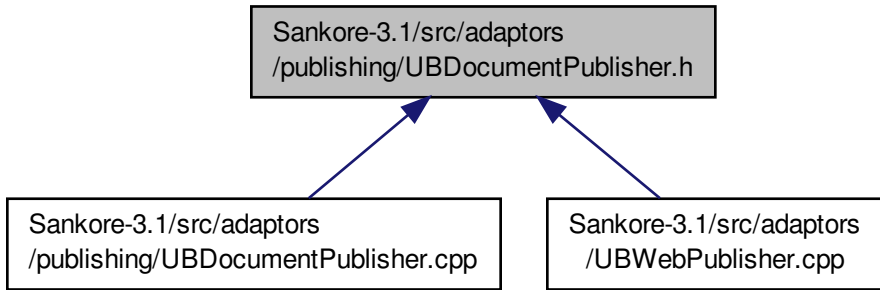 Sankore-3.1/src/adaptors
/publishing/UBDocumentPublisher.h
Sankore-3.1/src/adaptors
/publishing/UBDocumentPublisher.cpp
Sankore-3.1/src/adaptors
/UBWebPublisher.cpp